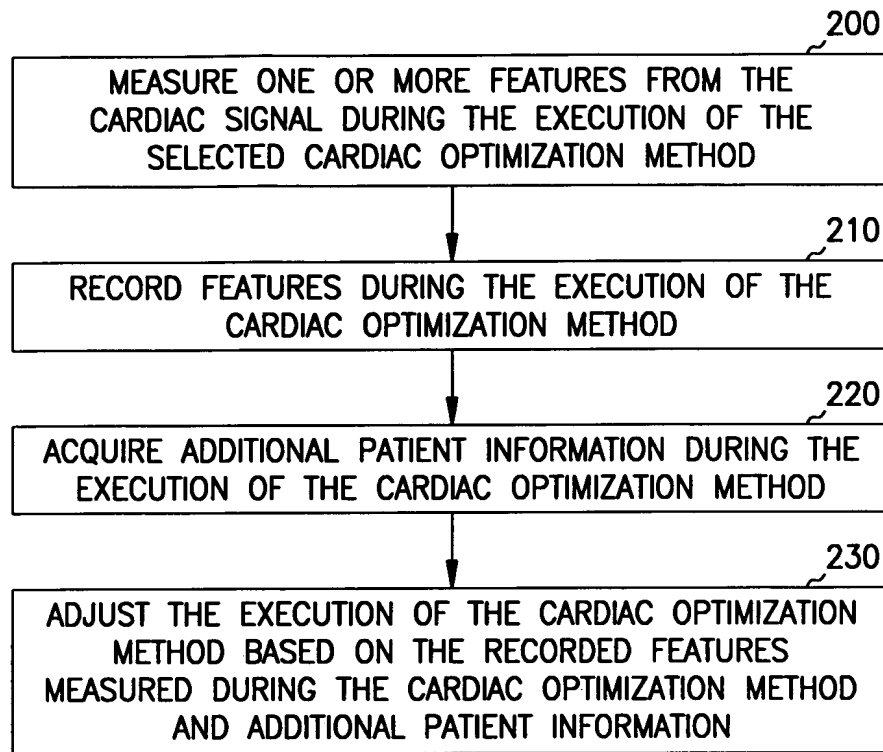 200
MEASURE ONE OR MORE FEATURES FROM THE
CARDIAC SIGNAL DURING THE EXECUTION OF THE
SELECTED CARDIAC OPTIMIZATION METHOD
210
RECORD FEATURES DURING THE EXECUTION OF THE
CARDIAC OPTIMIZATION METHOD
220
ACQUIRE ADDITIONAL PATIENT INFORMATION DURING THE
EXECUTION OF THE CARDIAC OPTIMIZATION METHOD
230
ADJUST THE EXECUTION OF THE CARDIAC OPTIMIZATION
METHOD BASED ON THE RECORDED FEATURES
MEASURED DURING THE CARDIAC OPTIMIZATION METHOD
AND ADDITIONAL PATIENT INFORMATION